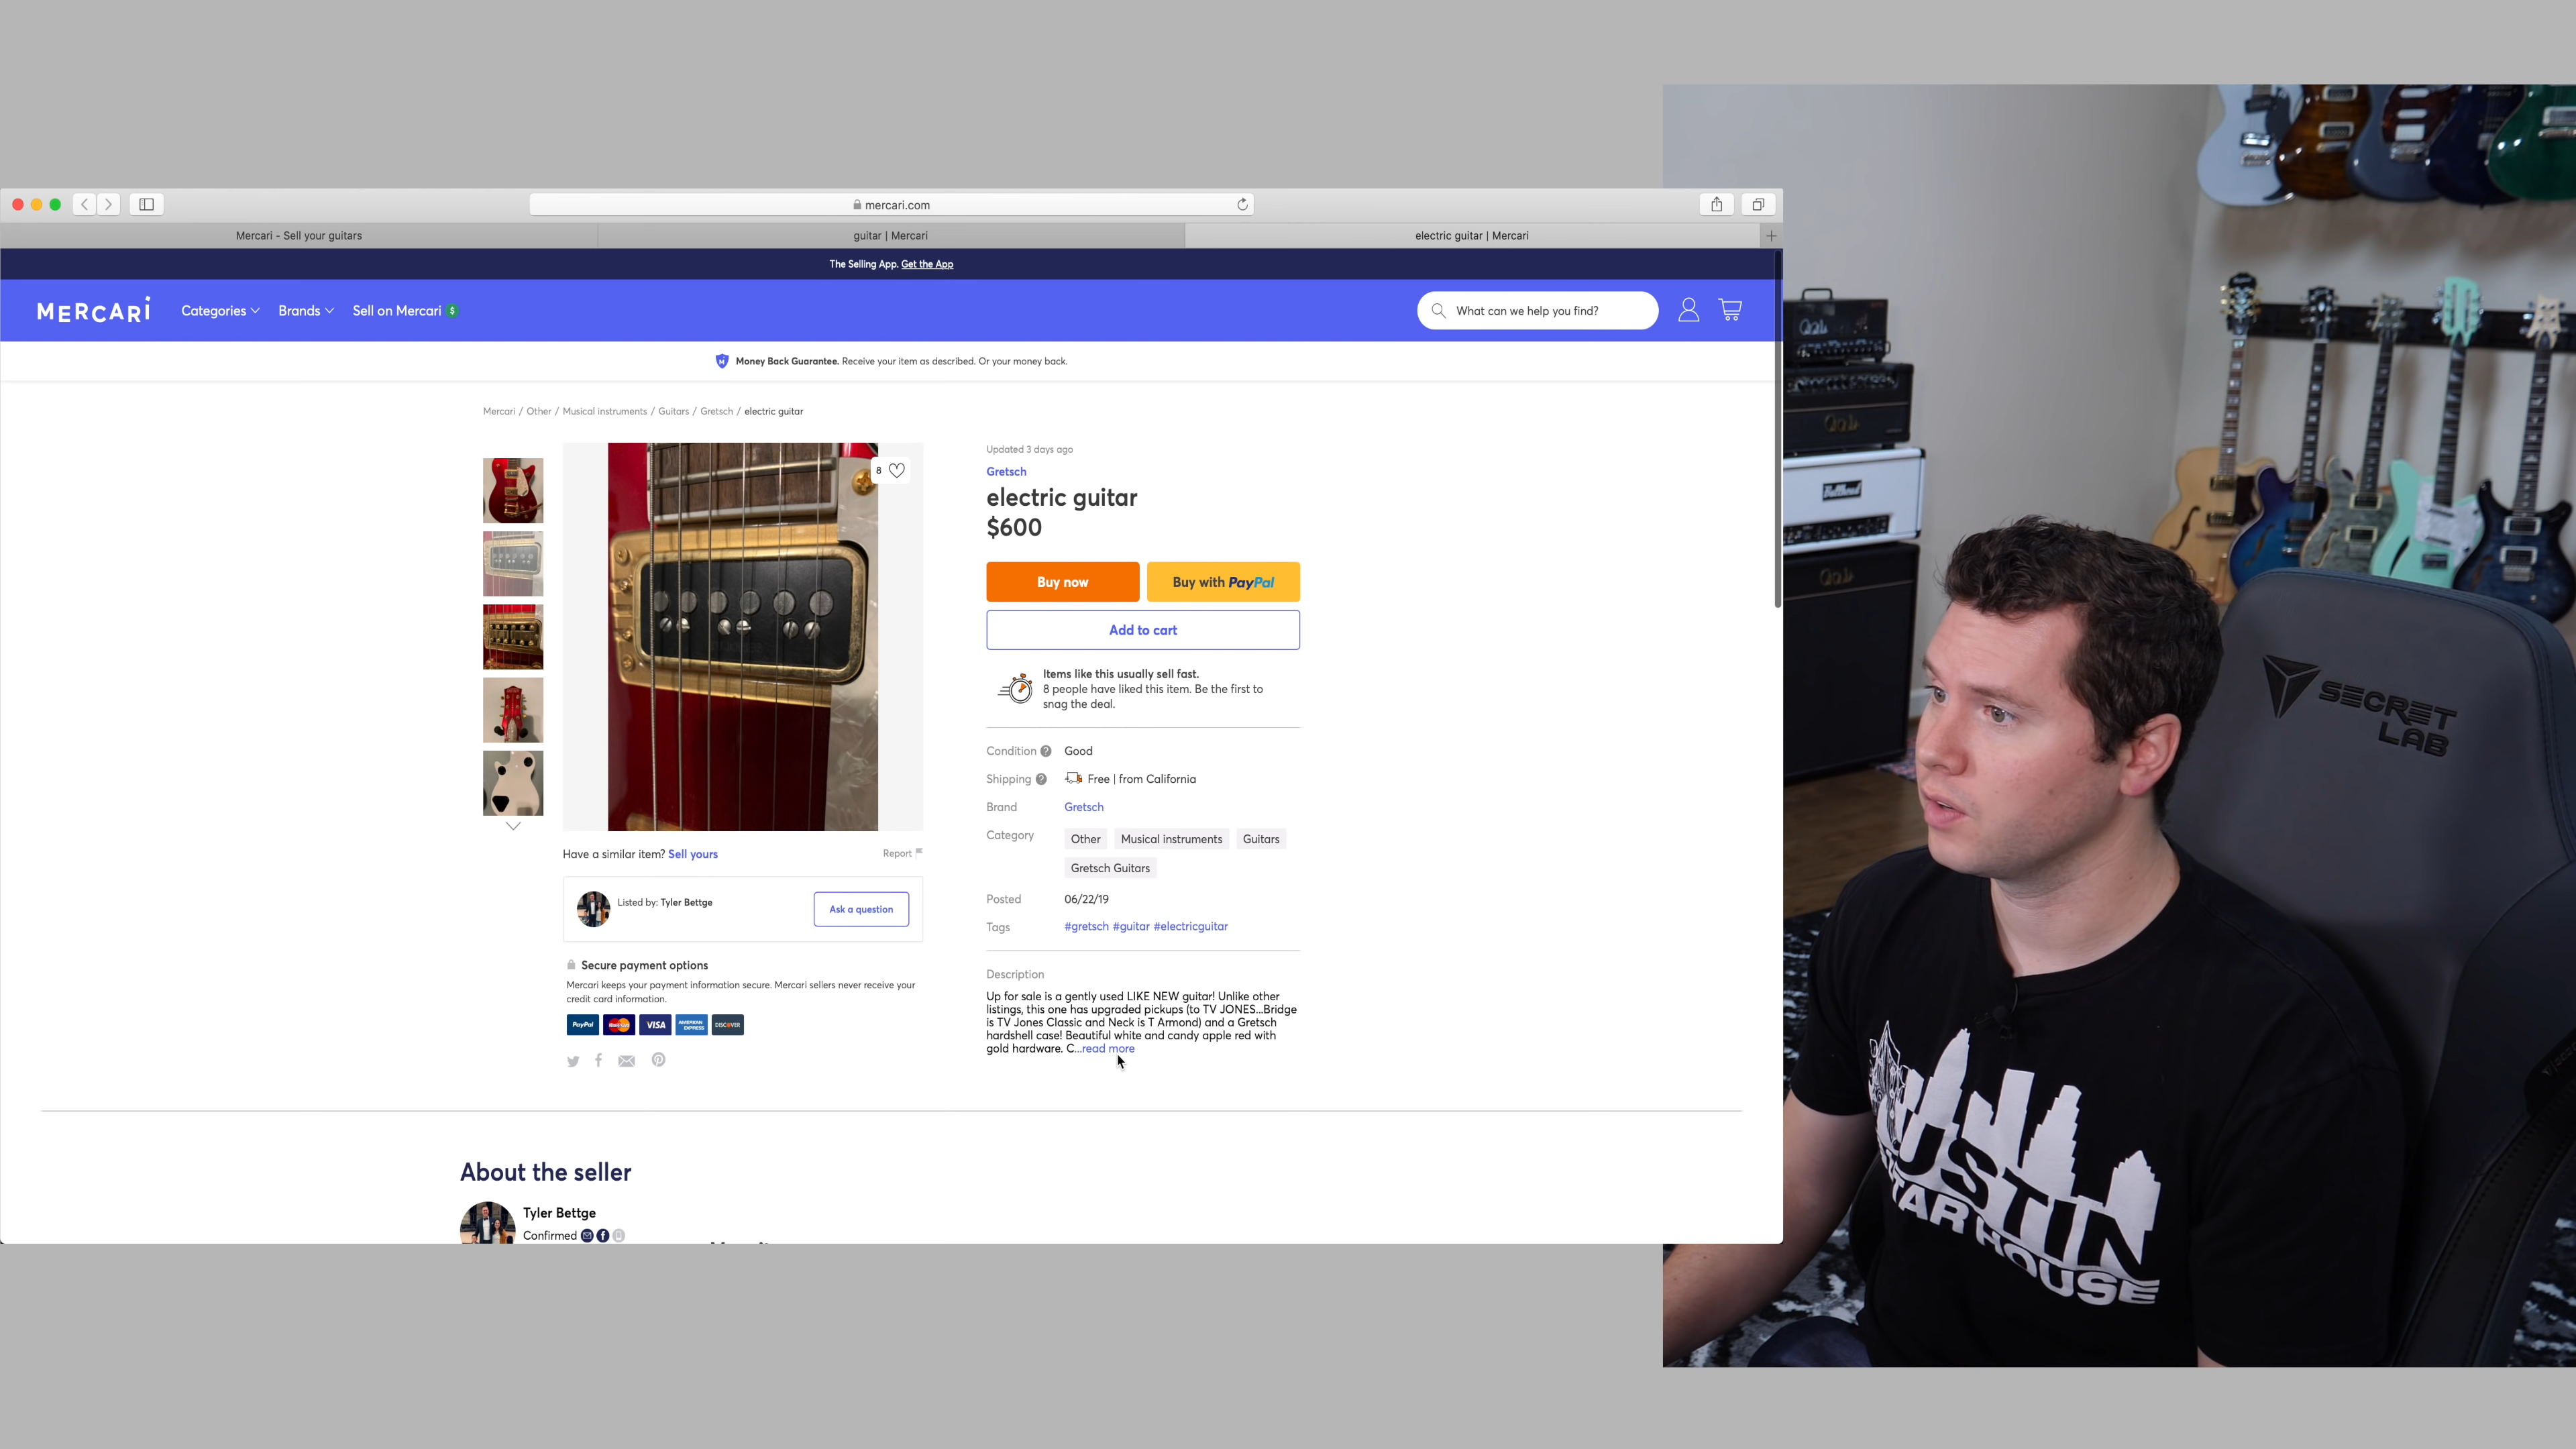 mercari.com
Mercari - Sell your guitars
guitar | Mercari
electric guitar | Mercari
The Selling App. Get the App
MERCARI
Categories
Brands
Sell on Mercari
What can we help you find?
Money Back Guarantee. Receive your item as described. Or your money back.
Mercari / Other / Musical instruments / Guitars / Gretsch / electric guitar
8
Updated 3 days ago
Gretsch
electric guitar
$600
Buy now
Buy with PayPal
Add to cart
Items like this usually sell fast.
8 people have liked this item. Be the first to
snag the deal.
Condition ? Good
Shipping ? Free | from California
Brand Gretsch
Category Other Musical instruments Guitars
Gretsch Guitars
Posted 06/22/19
Tags #gretsch #guitar #electricguitar
Description
Up for sale is a gently used LIKE NEW guitar! Unlike other
listings, this one has upgraded pickups (to TV JONES...Bridge
is TV Jones Classic and Neck is T Armond) and a Gretsch
hardshell case! Beautiful white and candy apple red with
gold hardware. C...read more
Have a similar item? Sell yours
Report
Listed by: Tyler Bettge
Ask a question
Secure payment options
Mercari keeps your payment information secure. Mercari sellers never receive your
credit card information.
PayPal
VISA
AMERICAN EXPRESS
DISCOVER
About the seller
Tyler Bettge
Confirmed
SECRET
LAB
USTIN
TAR HOUSE